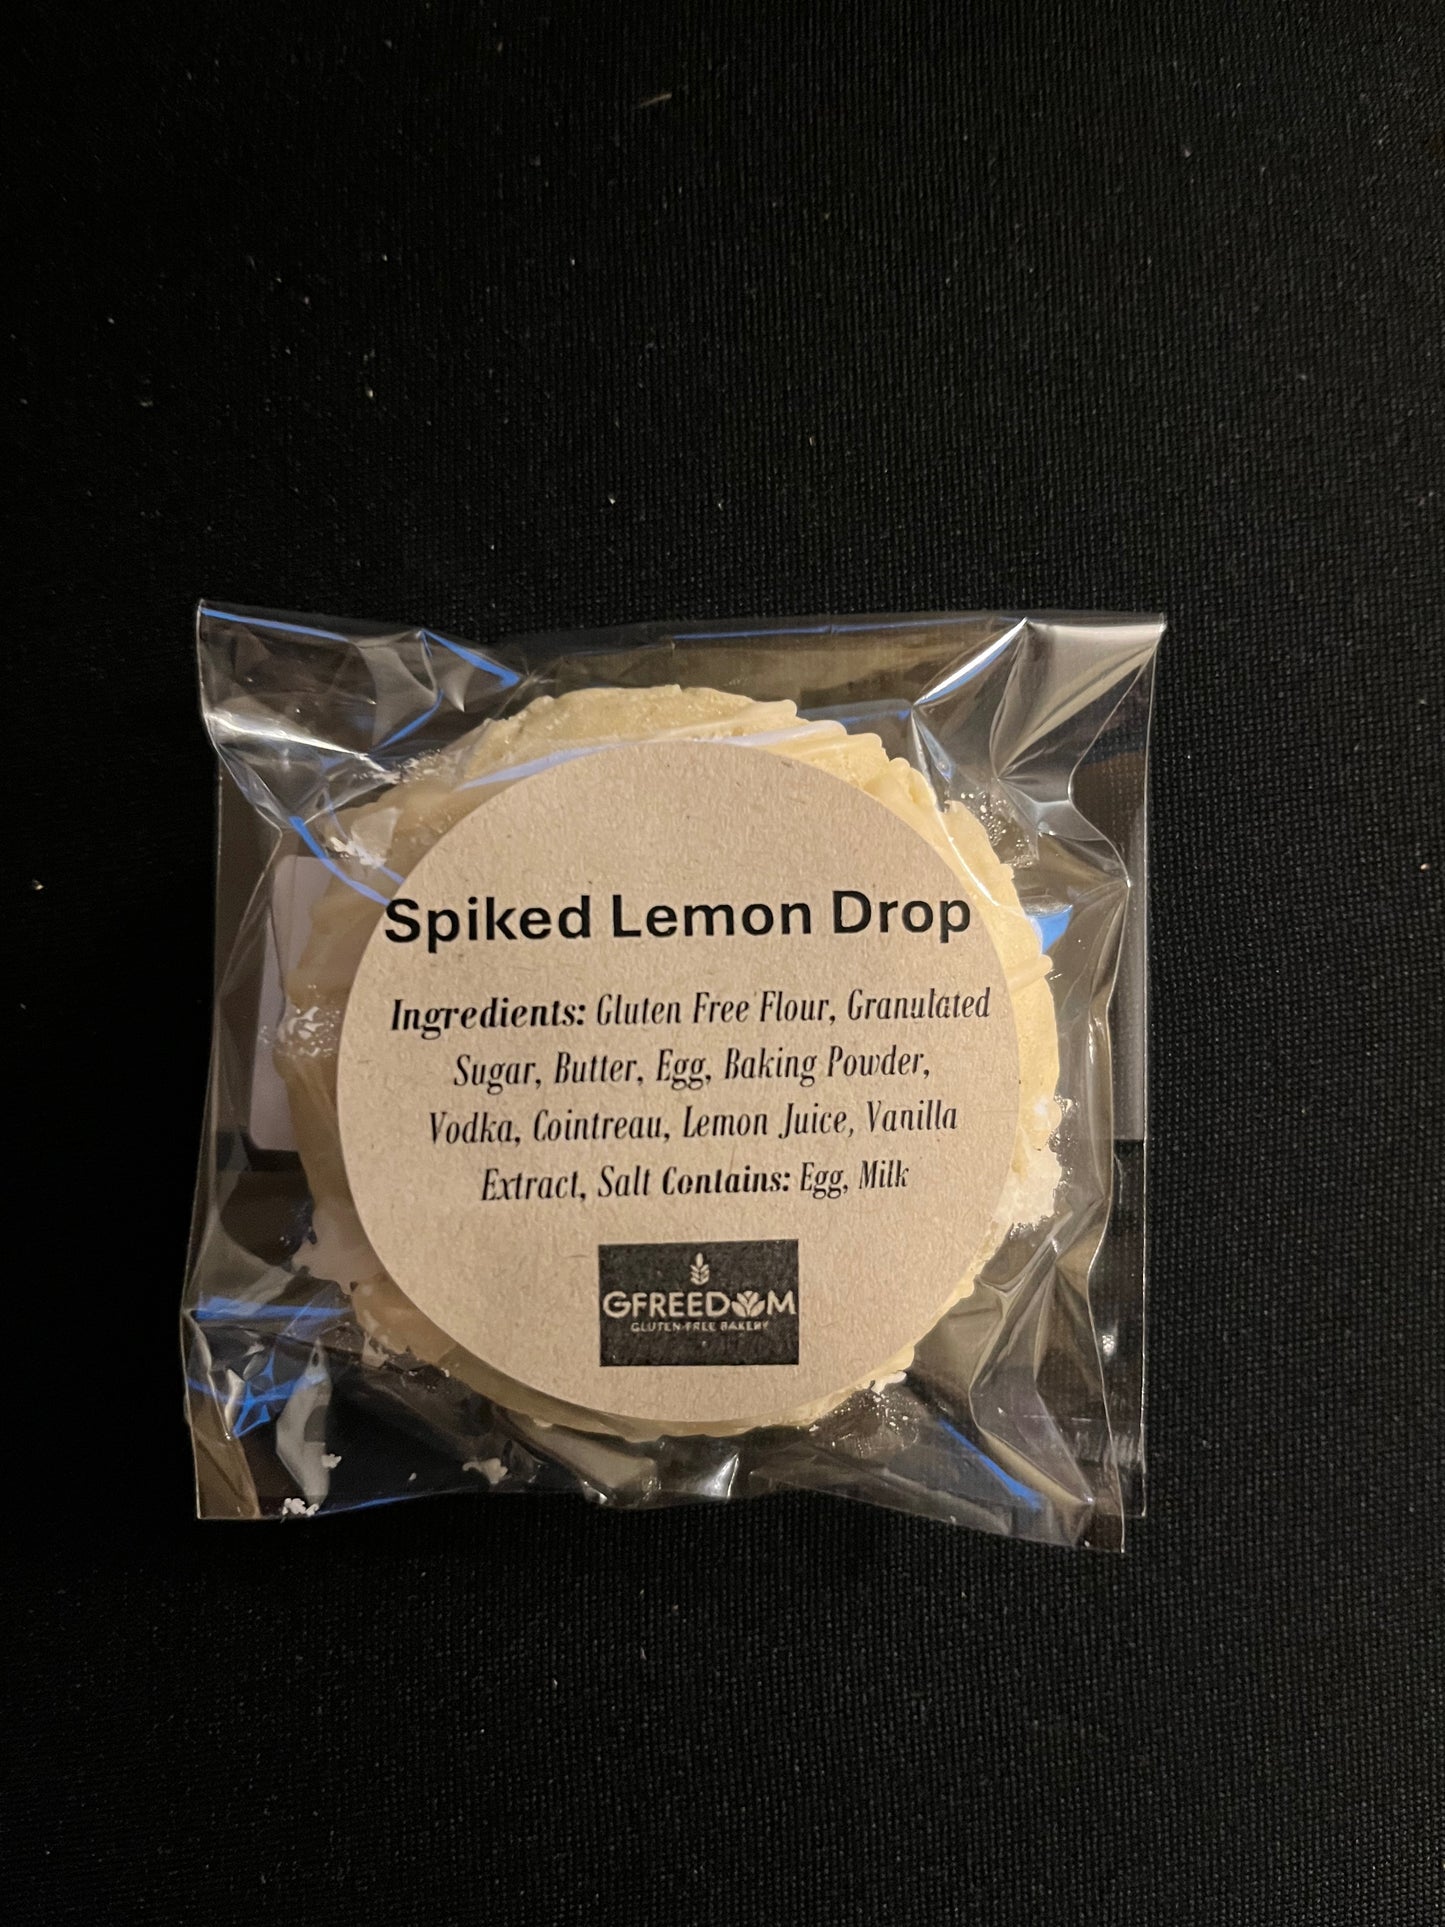 Spiked Lemon Drop
Ingredients: Gluten Free Flour, Granulated
Sugar, Butter, Egg, Baking Powder,
Vodka, Cointreau, Lemon Juice, Vanilla
Extract, Salt Contains: Egg, Milk
GFREEDOM
GLUTEN-FREE BAKERY